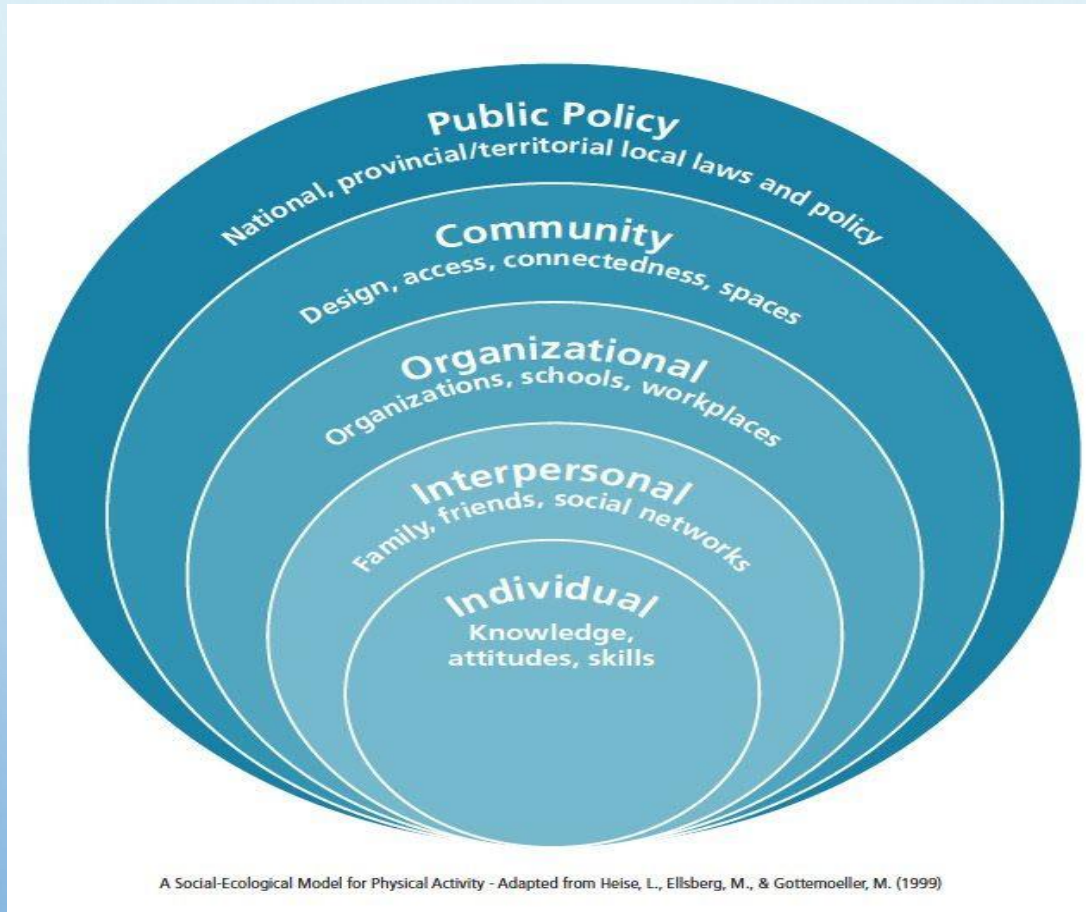 Public Policy
National, provincial/territorial local laws and policy
Community
Design, access, connectedness, spaces
Organizational
Organizations, schools, workplaces
Interpersonal
Family, friends, social networks
Individual
Knowledge,
attitudes, skills
A Social-Ecological Model for Physical Activity - Adapted from Heise, L., Ellsberg, M., & Gottemoeller, M. (1999)